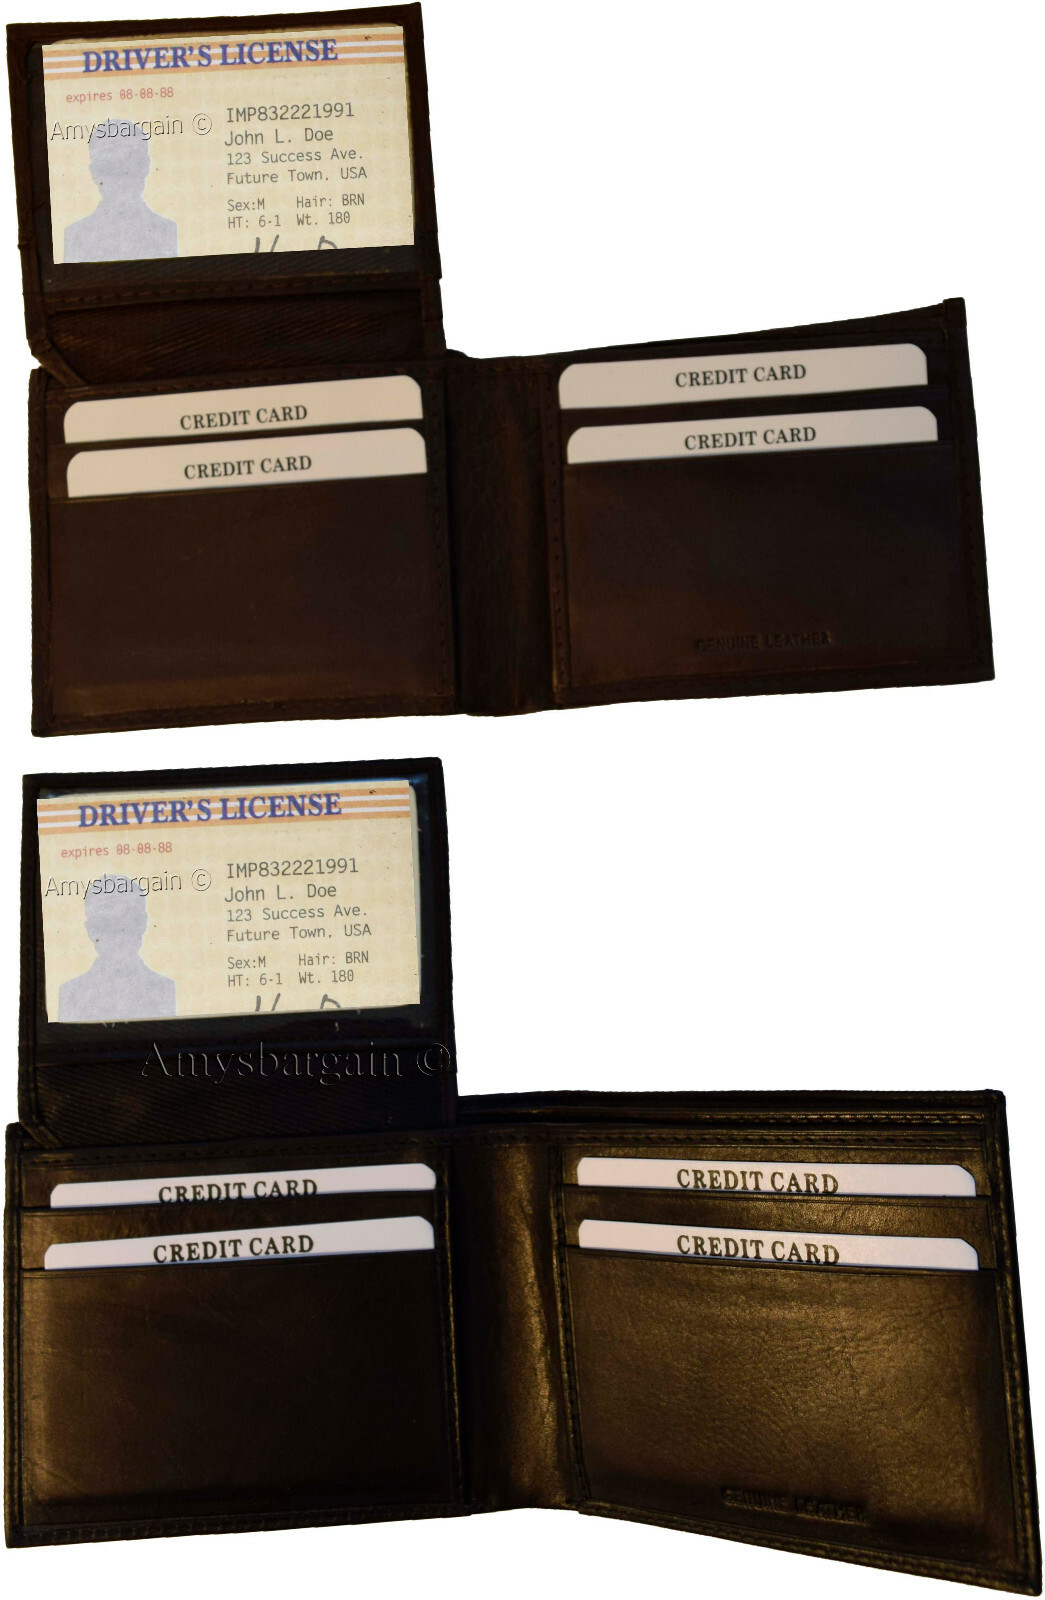 DRIVER'S LICENSE
expires 08-08-88
Amysbargain ©
IMP832221991
John L. Doe
123 Success Ave.
Future Town. USA
Sex:M Hair: BRN
HT: 6-1 Wt. 180
CREDIT CARD
CREDIT CARD
CREDIT CARD
CREDIT CARD
GENUINE LEATHER
DRIVER'S LICENSE
expires 08-08-88
Amysbargain ©
IMP832221991
John L. Doe
123 Success Ave.
Future Town. USA
Sex:M Hair: BRN
HT: 6-1 Wt. 180
Amysbargain ©
CREDIT CARD
CREDIT CARD
CREDIT CARD
CREDIT CARD
GENUINE LEATHER